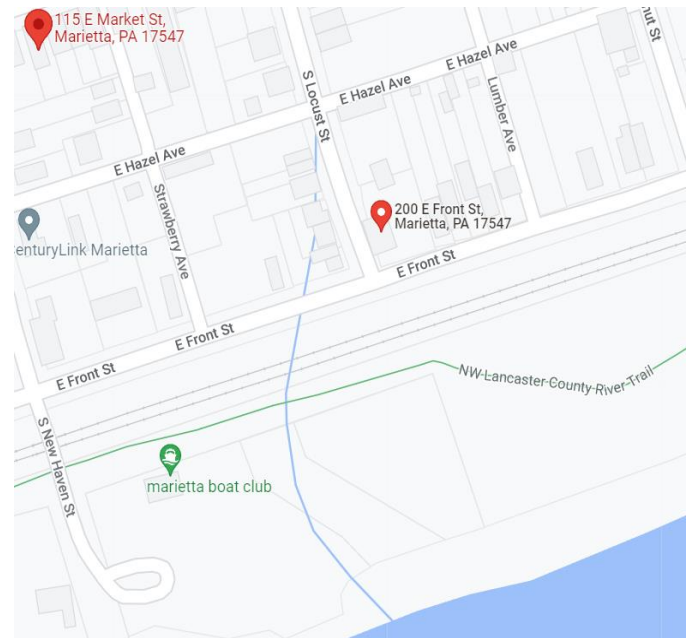 115 E Market St,
Marietta, PA 17547
S Locust St
E Hazel Ave
E Hazel Ave
Lumber Ave
E Hazel Ave
Strawberry Ave
200 E Front St,
Marietta, PA 17547
enturyLink Marietta
E Front St
E Front St
E Front St
NW Lancaster County River Trail
S New Haven St
marietta boat club
ut St